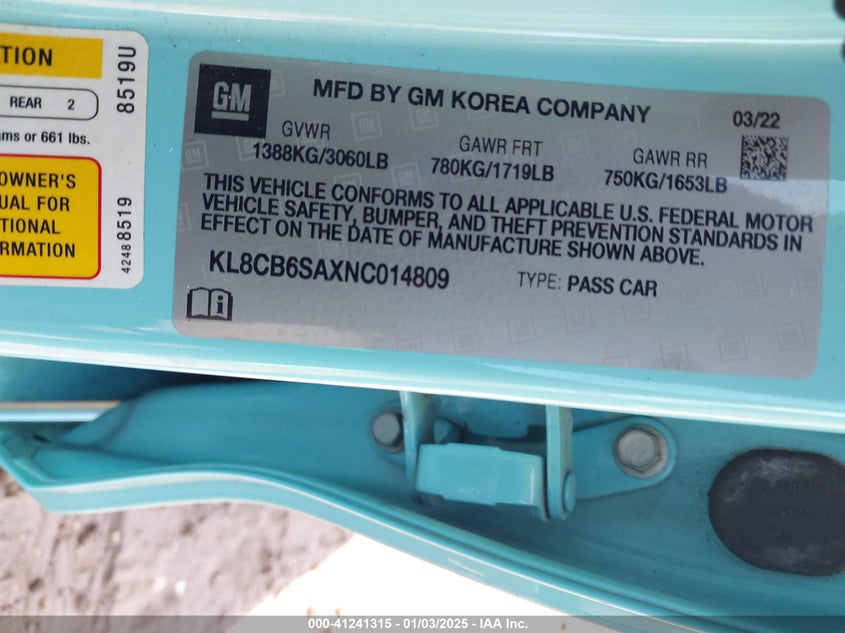 TION
REAR 2
ams or 661 lbs.
OWNER'S
UAL FOR
TIONAL
ORMATION
8519U
42488519
GM
MFD BY GM KOREA COMPANY
03/22
GVWR
1388KG/3060LB
GAWR FRT
780KG/1719LB
GAWR RR
750KG/1653LB
THIS VEHICLE CONFORMS TO ALL APPLICABLE U.S. FEDERAL MOTOR
VEHICLE SAFETY, BUMPER, AND THEFT PREVENTION STANDARDS IN
EFFECT ON THE DATE OF MANUFACTURE SHOWN ABOVE.
KL8CB6SAXNC014809
TYPE: PASS CAR
000-41241315 - 01/03/2025 - IAA Inc.